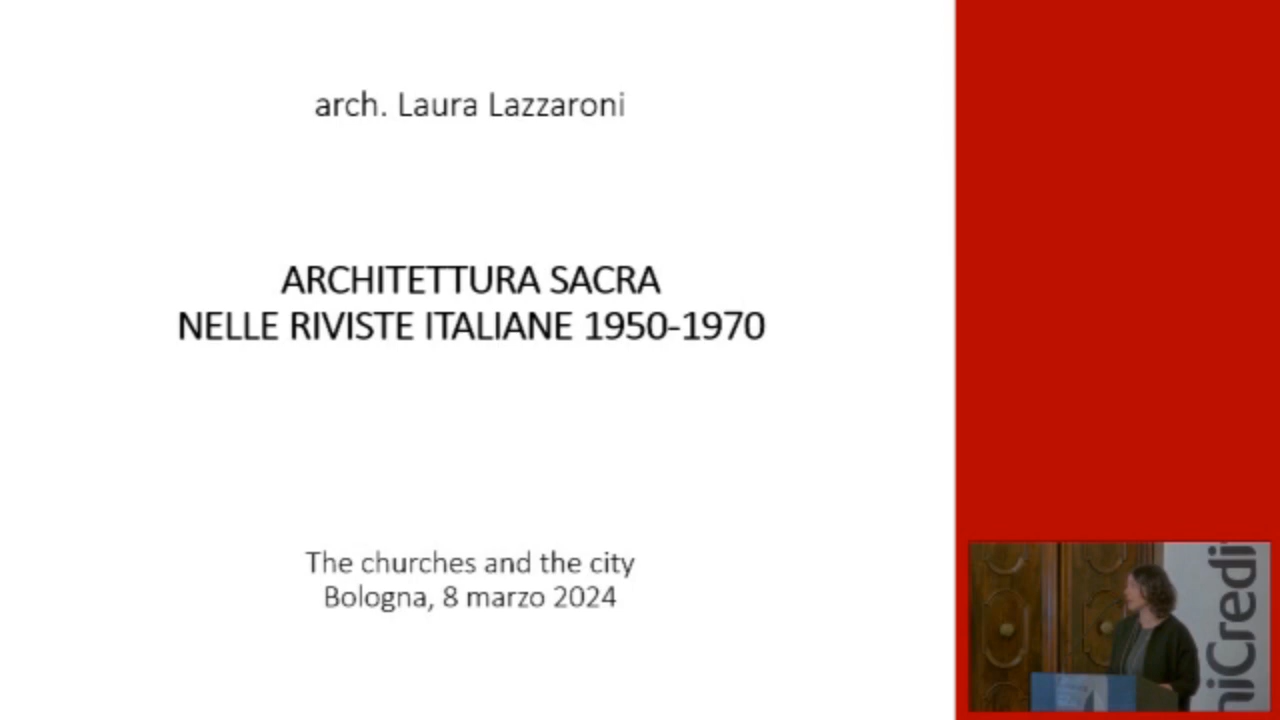 arch. Laura Lazzaroni
ARCHITETTURA SACRA
NELLE RIVISTE ITALIANE 1950-1970
The churches and the city
Bologna, 8 marzo 2024
niCredi